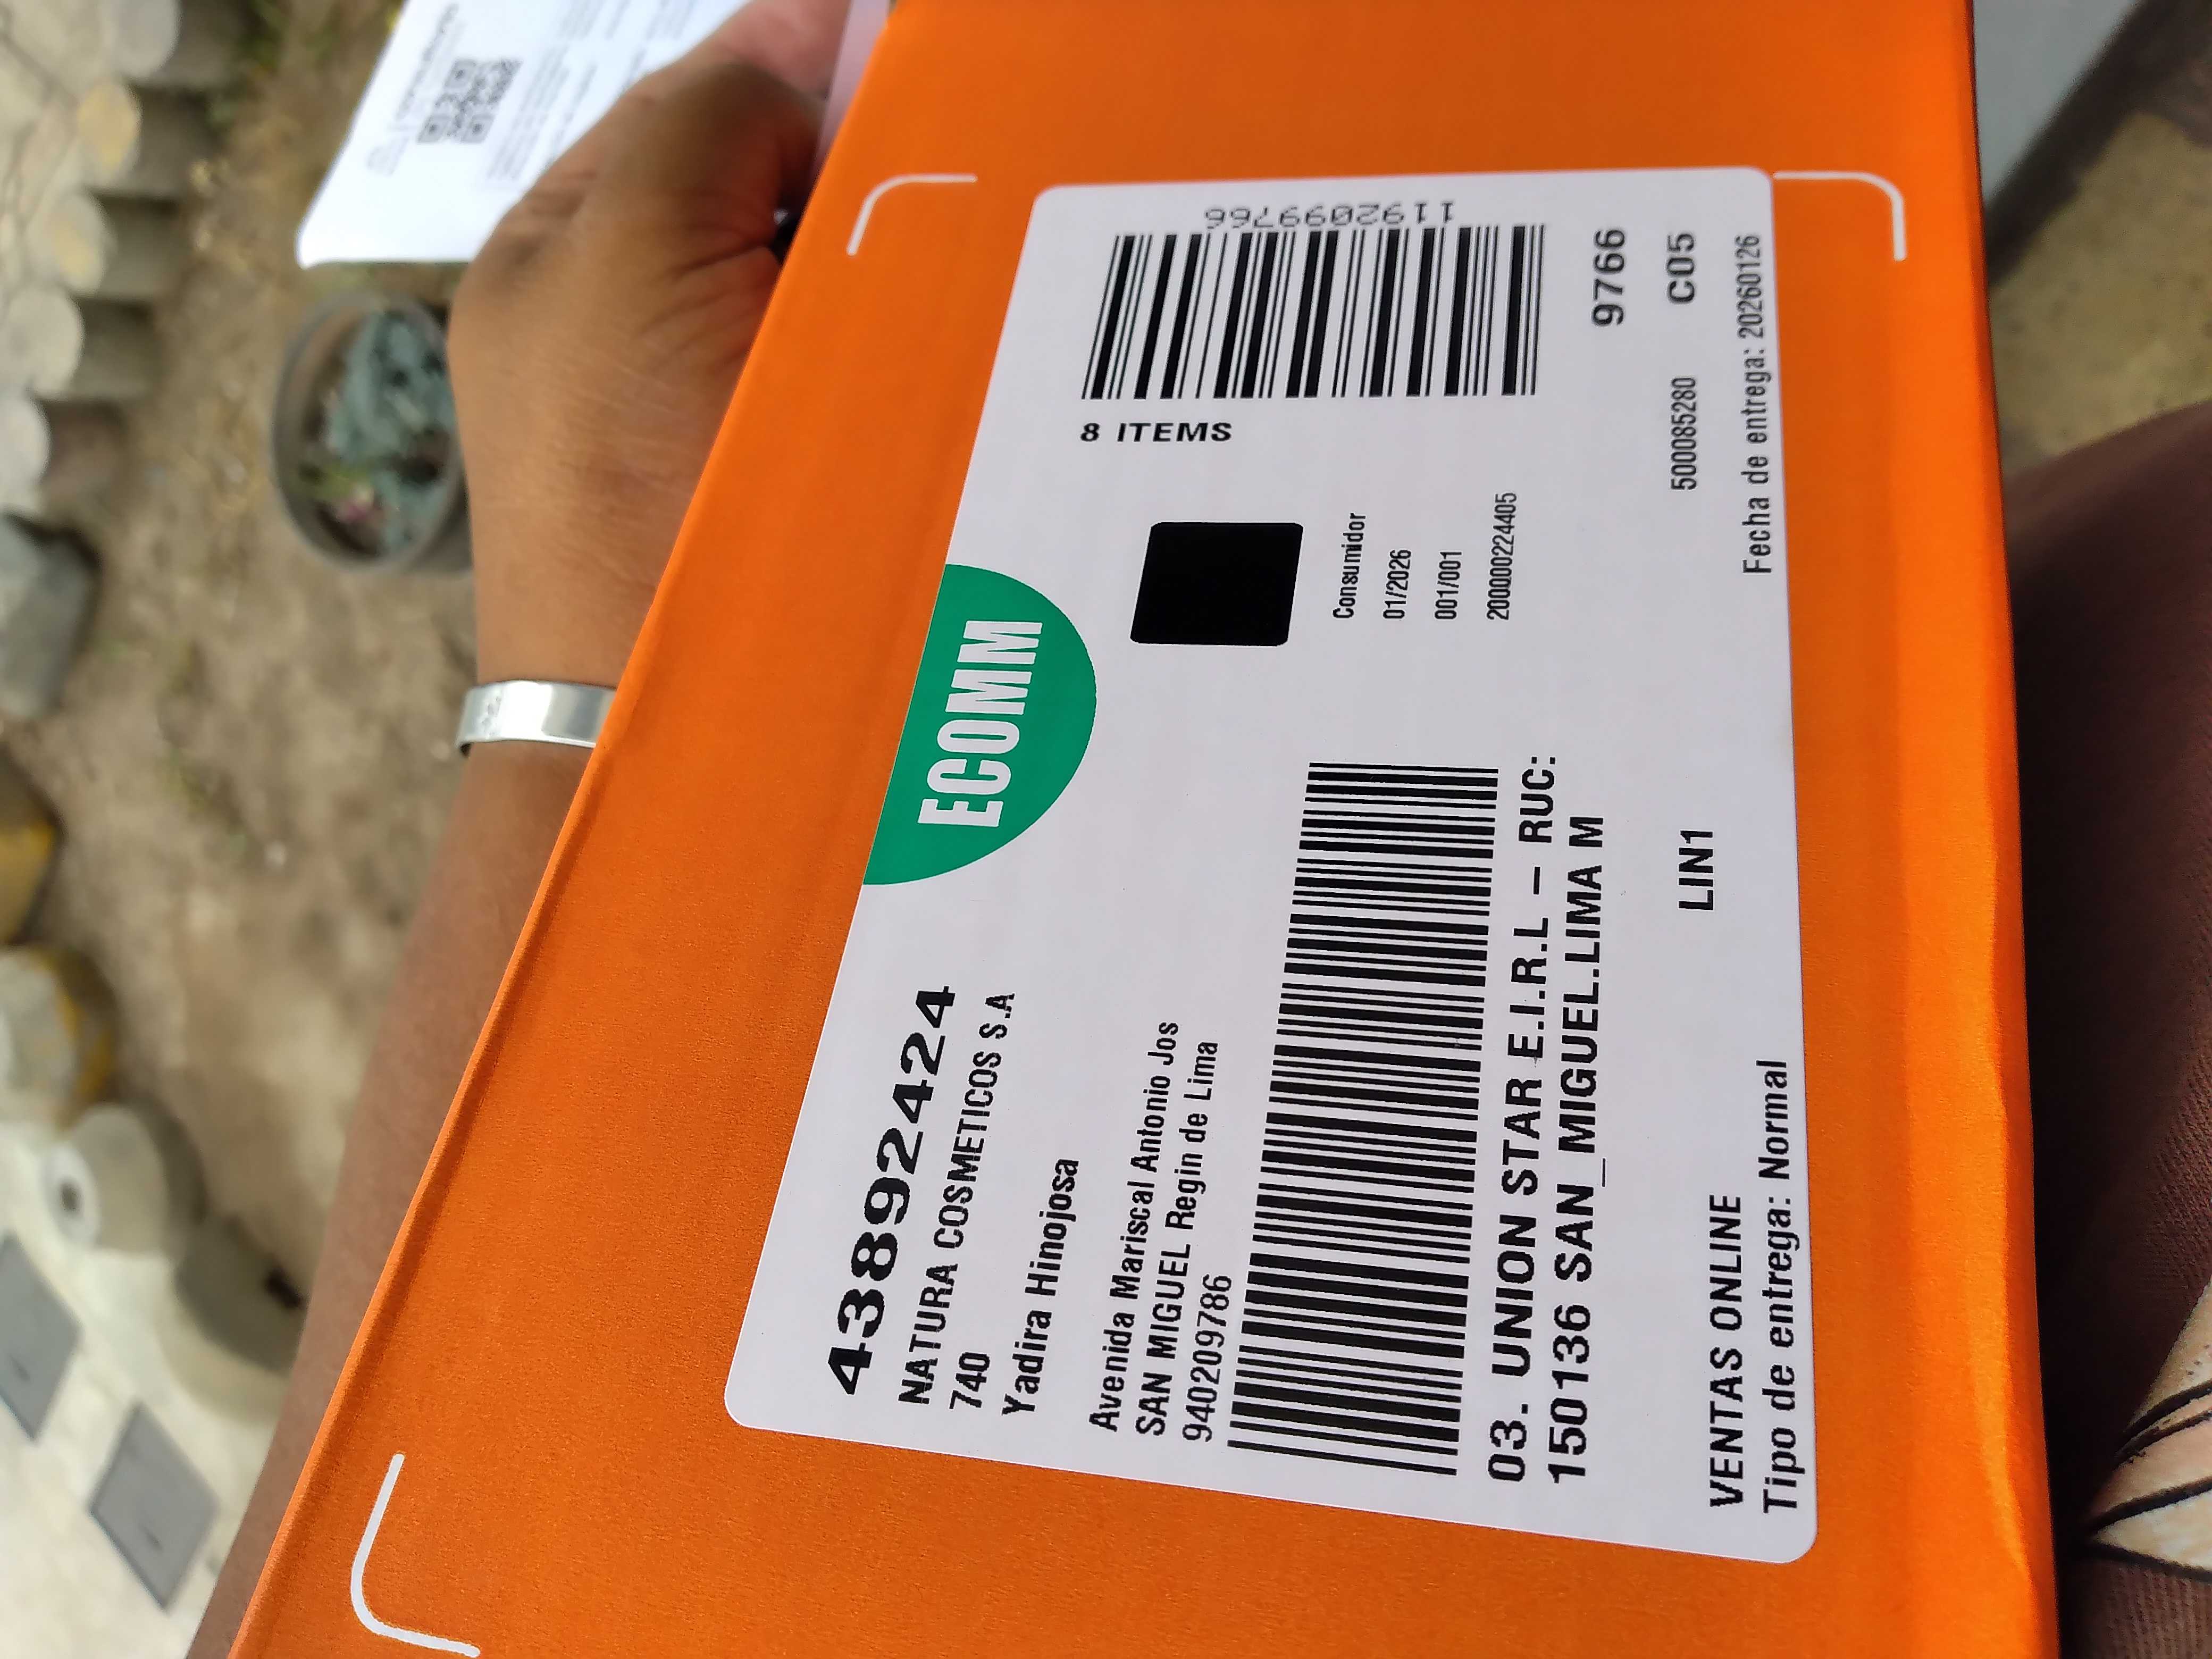 43892424
NATURA COSMETICOS S.A
740
Yadira Hinojosa
ECOMM
Avenida Mariscal Antonio Jos
SAN MIGUEL Regin de Lima
940209786
8 ITEMS
1192099766
Consumidor
01/2026
001/001
2000000224405
03. UNION STAR E.I.R.L – RUC:
150136 SAN_MIGUEL.LIMA M
9766
LIN1
500085280
C05
VENTAS ONLINE
Tipo de entrega: Normal
Fecha de entrega: 20260126